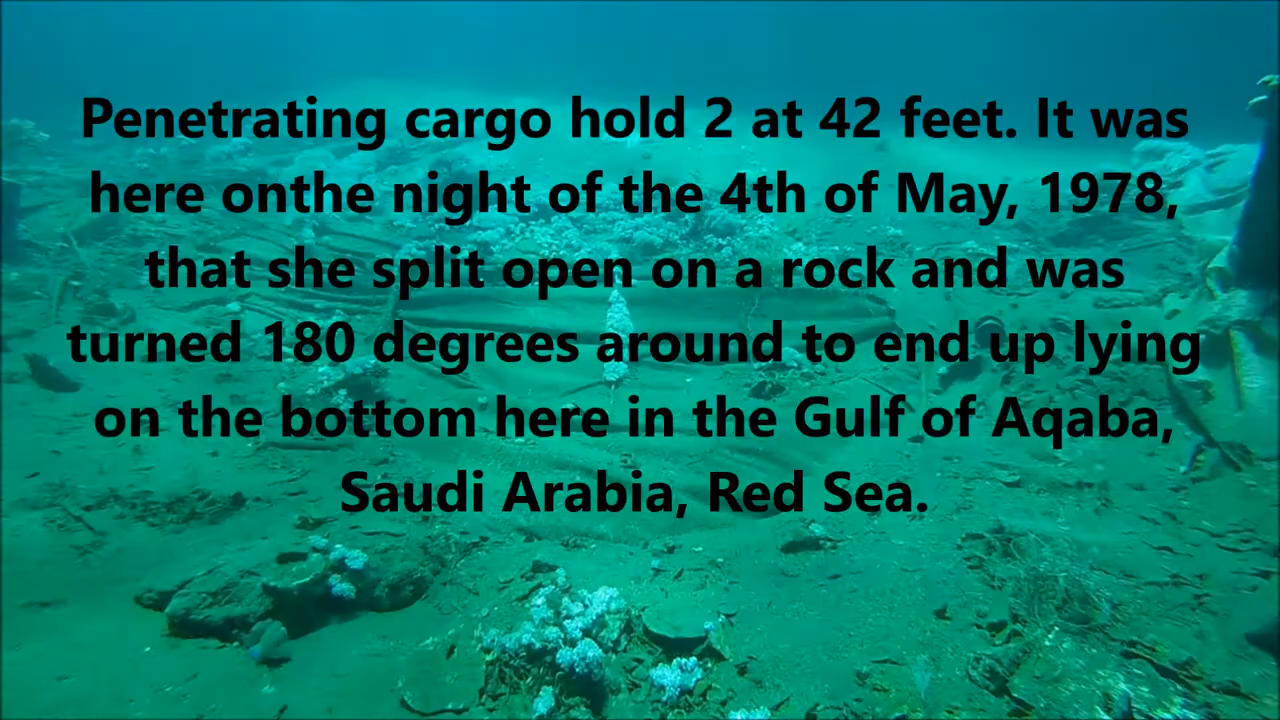 Penetrating cargo hold 2 at 42 feet. It was
here onthe night of the 4th of May, 1978,
that she split open on a rock and was
turned 180 degrees around to end up lying
on the bottom here in the Gulf of Aqaba,
Saudi Arabia, Red Sea.